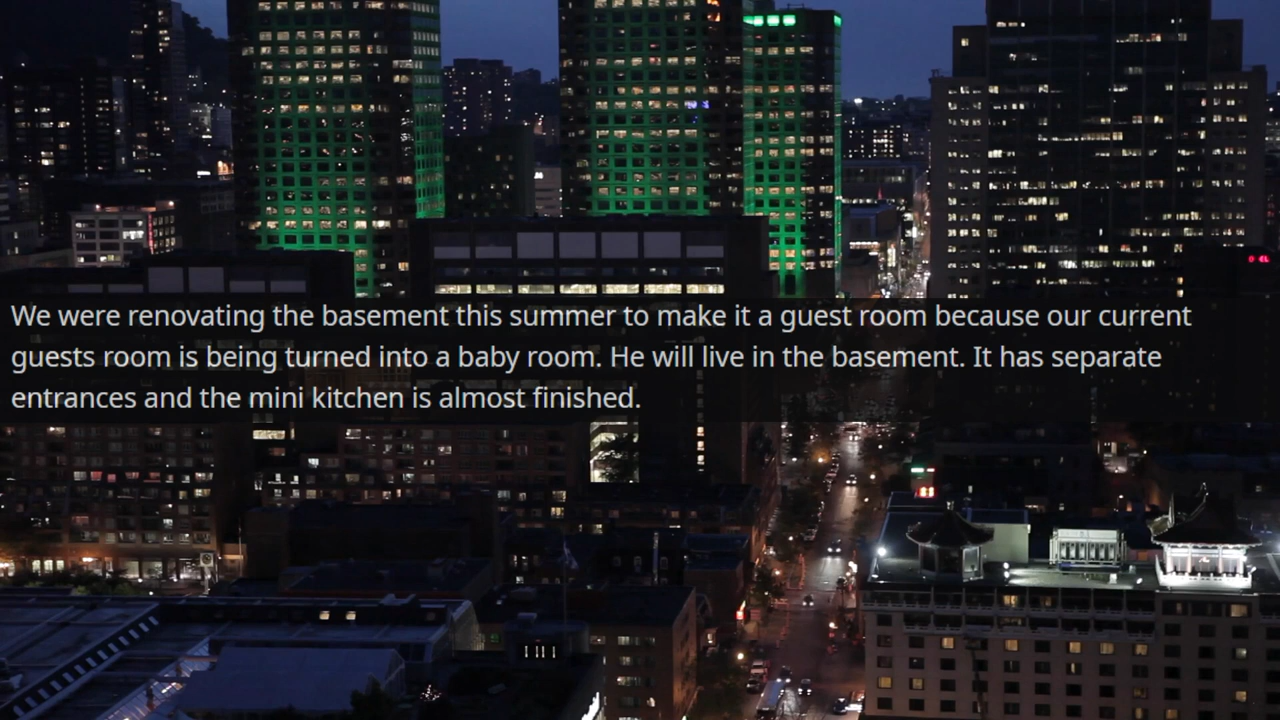 We were renovating the basement this summer to make it a guest room because our current
guests room is being turned into a baby room. He will live in the basement. It has separate
entrances and the mini kitchen is almost finished.